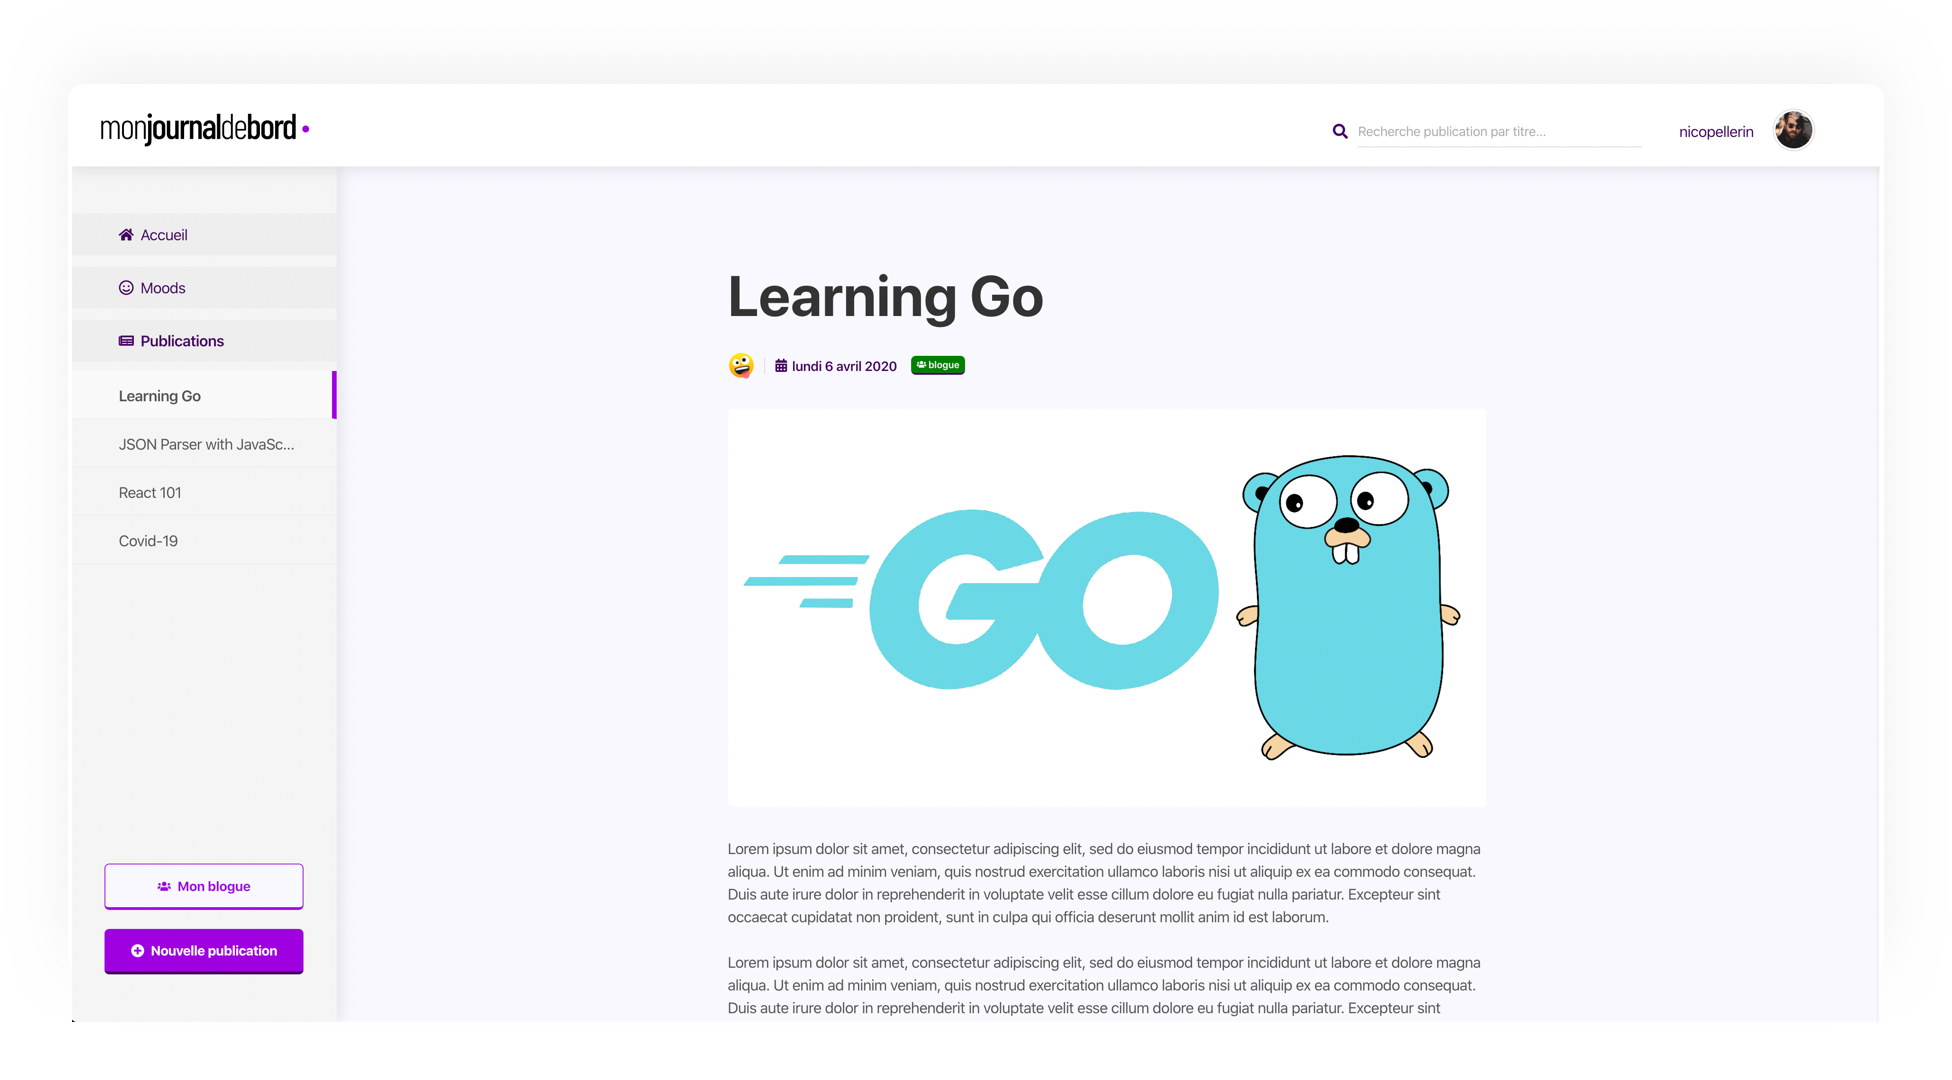 monjournaldebord
Recherche publication par titre...
nicopellerin
Accueil
Moods
Publications
Learning Go
JSON Parser with JavaSc...
React 101
Covid-19
Mon blogue
Nouvelle publication
Learning Go
lundi 6 avril 2020
blogue
GO
Lorem ipsum dolor sit amet, consectetur adipiscing elit, sed do eiusmod tempor incididunt ut labore et dolore magna
aliqua. Ut enim ad minim veniam, quis nostrud exercitation ullamco laboris nisi ut aliquip ex ea commodo consequat.
Duis aute irure dolor in reprehenderit in voluptate velit esse cillum dolore eu fugiat nulla pariatur. Excepteur sint
occaecat cupidatat non proident, sunt in culpa qui officia deserunt mollit anim id est laborum.
Lorem ipsum dolor sit amet, consectetur adipiscing elit, sed do eiusmod tempor incididunt ut labore et dolore magna
aliqua. Ut enim ad minim veniam, quis nostrud exercitation ullamco laboris nisi ut aliquip ex ea commodo consequat.
Duis aute irure dolor in reprehenderit in voluptate velit esse cillum dolore eu fugiat nulla pariatur. Excepteur sint